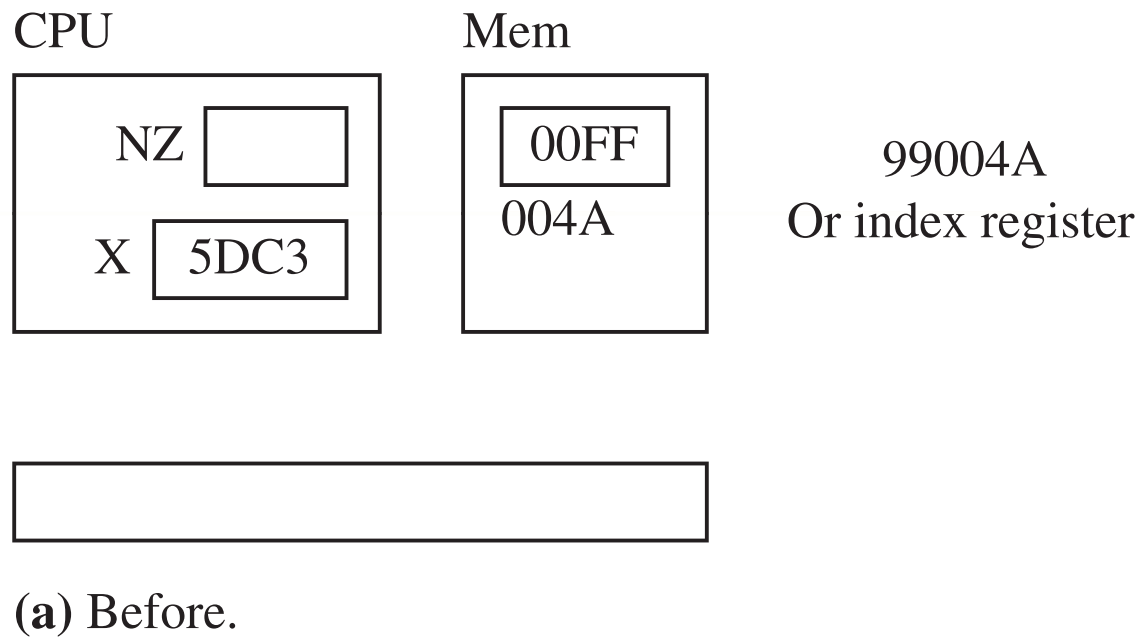 CPU
Mem
NZ
00FF
99004A
004A
Or index register
X 5DC3
(a) Before.